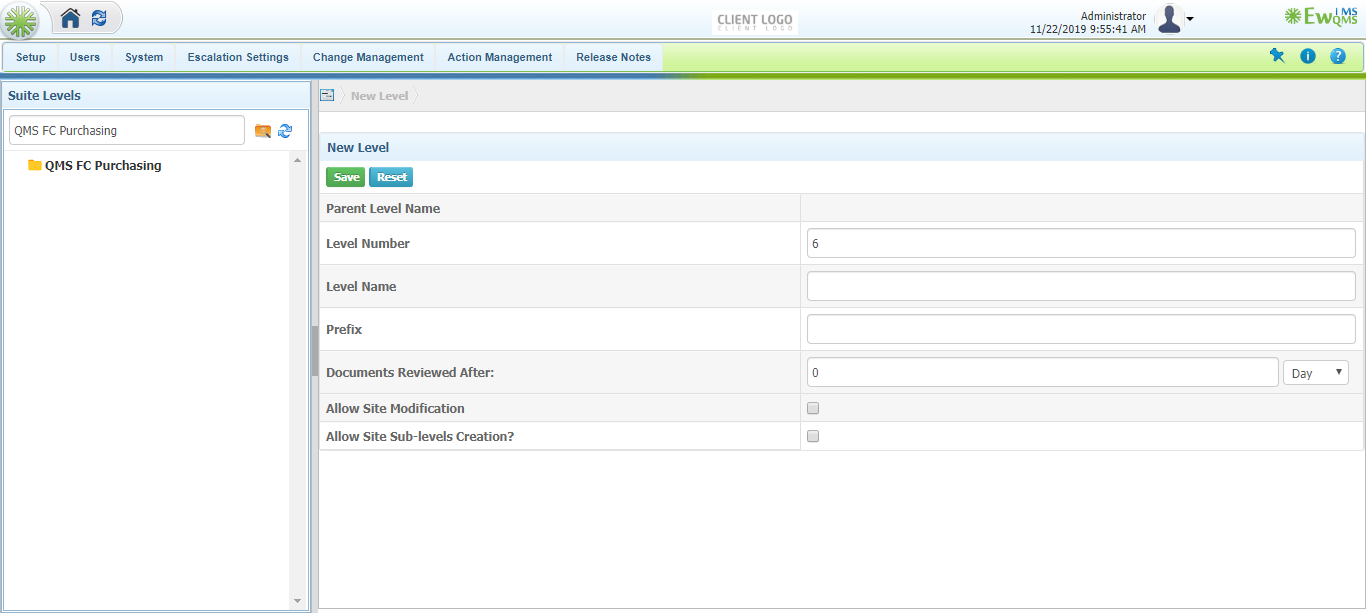 CLIENT LOGO
CLIENT LOGO
Administrator
11/22/2019 9:55:41 AM
EwQMS
iMS
Setup Users System Escalation Settings Change Management Action Management Release Notes
Suite Levels
QMS FC Purchasing
QMS FC Purchasing
New Level
New Level
Save Reset
Parent Level Name
Level Number 6
Level Name
Prefix
Documents Reviewed After: 0 Day
Allow Site Modification
Allow Site Sub-levels Creation?